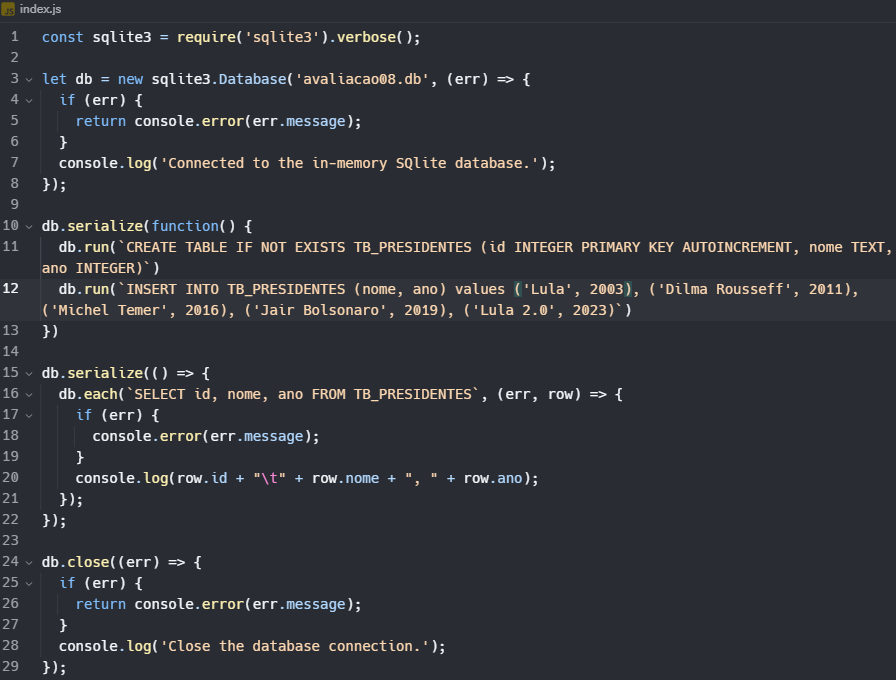 JS index.js
1 const sqlite3 = require('sqlite3').verbose();
2
3 let db = new sqlite3.Database('avaliacao08.db', (err) => {
4   if (err) {
5     return console.error(err.message);
6   }
7   console.log('Connected to the in-memory SQlite database.');
8 });
9
10 db.serialize(function() {
11   db.run(`CREATE TABLE IF NOT EXISTS TB_PRESIDENTES (id INTEGER PRIMARY KEY AUTOINCREMENT, nome TEXT,
ano INTEGER)`)
12   db.run(`INSERT INTO TB_PRESIDENTES (nome, ano) values ('Lula', 2003), ('Dilma Rousseff', 2011),
('Michel Temer', 2016), ('Jair Bolsonaro', 2019), ('Lula 2.0', 2023)`)
13 })
14
15 db.serialize(() => {
16   db.each(`SELECT id, nome, ano FROM TB_PRESIDENTES`, (err, row) => {
17     if (err) {
18       console.error(err.message);
19     }
20     console.log(row.id + "\t" + row.nome + ", " + row.ano);
21   });
22 });
23
24 db.close((err) => {
25   if (err) {
26     return console.error(err.message);
27   }
28   console.log('Close the database connection.');
29 });